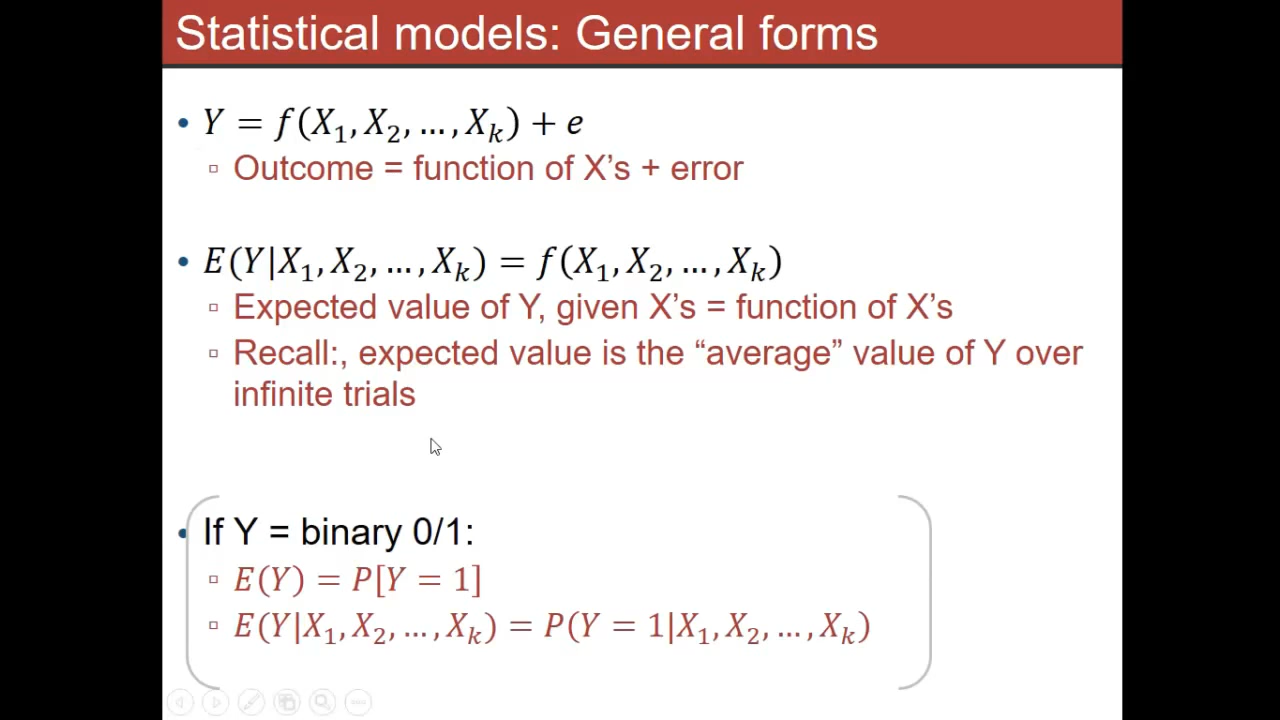 Statistical models: General forms
• Y = f(X₁, X₂, … , Xₖ) + e
▫ Outcome = function of X’s + error
• E(Y|X₁, X₂, … , Xₖ) = f(X₁, X₂, … , Xₖ)
▫ Expected value of Y, given X’s = function of X’s
▫ Recall:, expected value is the “average” value of Y over
infinite trials
• If Y = binary 0/1:
▫ E(Y) = P[Y = 1]
▫ E(Y|X₁, X₂, … , Xₖ) = P(Y = 1|X₁, X₂, … , Xₖ)